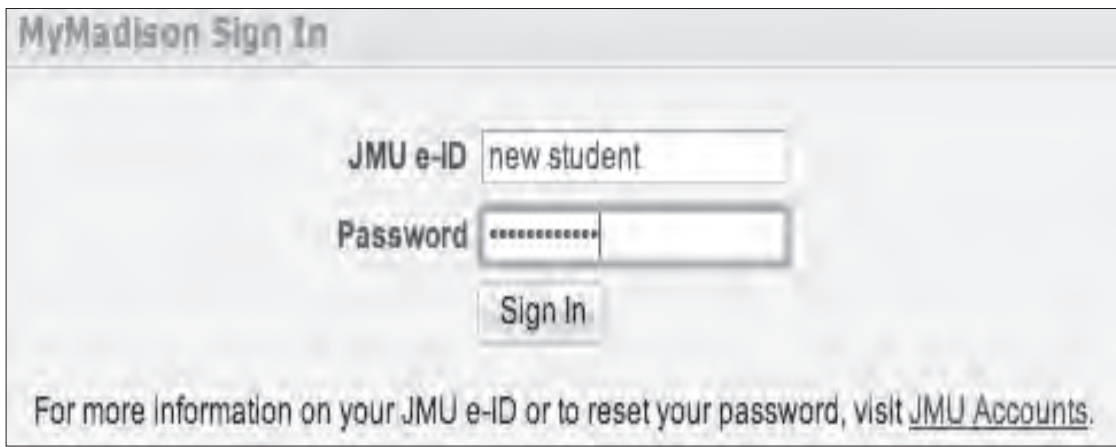 MyMadison Sign In
JMU e-ID new student
Password ••••••••••••
Sign In
For more information on your JMU e-ID or to reset your password, visit JMU Accounts.